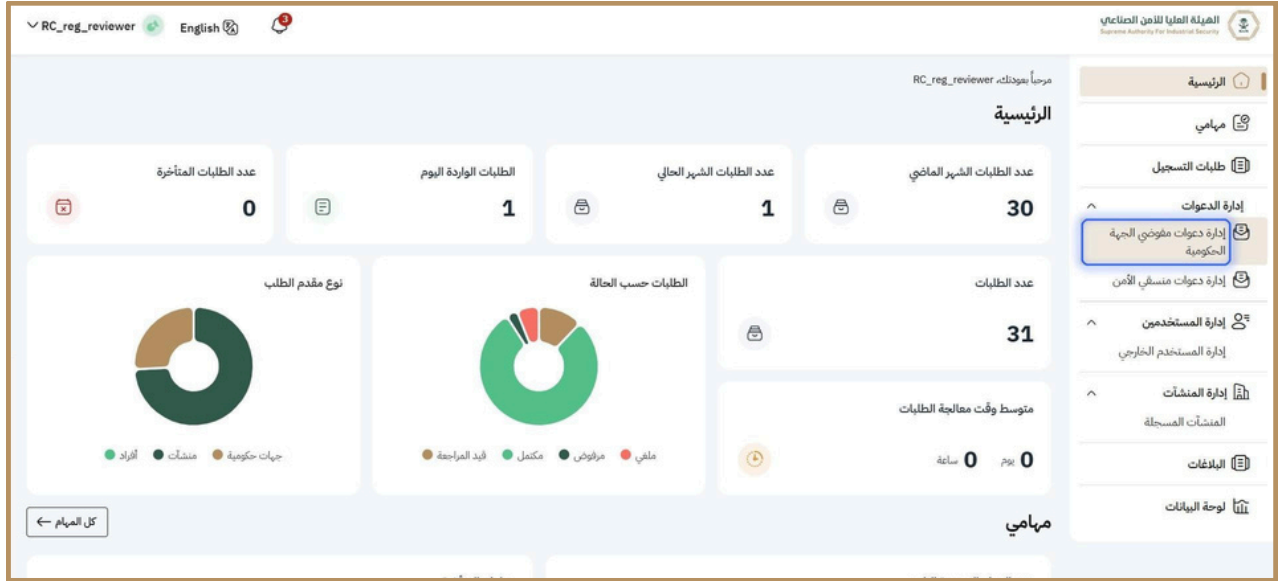 الهيئة العليا للأمن الصناعي
Supreme Authority For Industrial Security
3
English
RC_reg_reviewer
الرئيسية
مهامي
طلبات التسجيل
إدارة الدعوات
إدارة دعوات مفوضي الجهة
الحكومية
إدارة دعوات منسقي الأمن
إدارة المستخدمين
إدارة المستخدم الخارجي
إدارة المنشآت
المنشآت المسجلة
البلاغات
لوحة البيانات
مرحباً بعودتك، RC_reg_reviewer
الرئيسية
عدد الطلبات الشهر الماضي
30
عدد الطلبات الشهر الحالي
1
الطلبات الواردة اليوم
1
عدد الطلبات المتأخرة
0
عدد الطلبات
31
متوسط وقت معالجة الطلبات
0 يوم 0 ساعة
الطلبات حسب الحالة
ملغي مرفوض مكتمل قيد المراجعة
نوع مقدم الطلب
جهات حكومية منشآت أفراد
مهامي
كل المهام